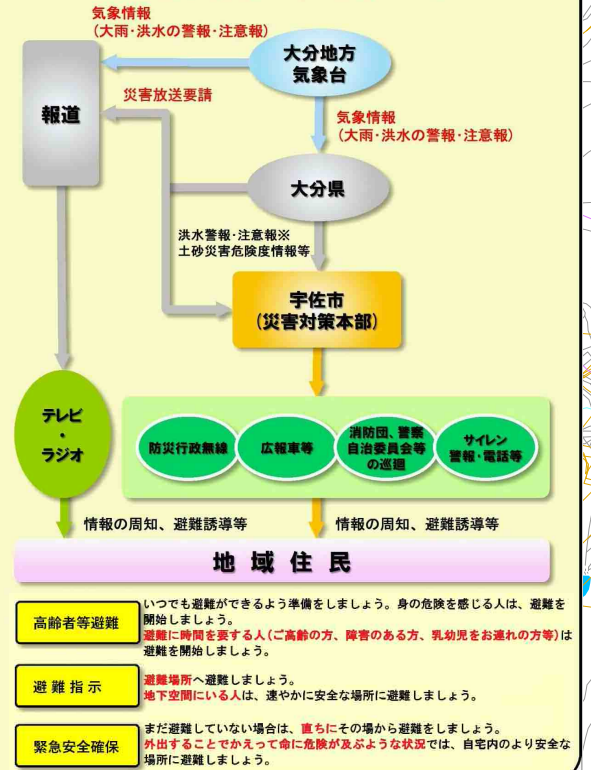 気象情報
(大雨・洪水の警報・注意報)
大分地方
気象台
災害放送要請
報道
気象情報
(大雨・洪水の警報・注意報)
大分県
洪水警報・注意報※
土砂災害危険度情報等
宇佐市
(災害対策本部)
テレビ
・
ラジオ
防災行政無線
広報車等
消防団、警察
自治委員会等
の巡廻
サイレン
警報・電話等
情報の周知、避難誘導等
情報の周知、避難誘導等
地域住民
高齢者等避難
いつでも避難ができるよう準備をしましょう。身の危険を感じる人は、避難を
開始しましょう。
避難に時間を要する人(ご高齢の方、障害のある方、乳幼児をお連れの方等)は
避難を開始しましょう。
避難指示
避難場所へ避難しましょう。
地下空間にいる人は、速やかに安全な場所に避難しましょう。
緊急安全確保
まだ避難していない場合は、直ちにその場から避難をしましょう。
外出することでかえって命に危険が及ぶような状況では、自宅内のより安全な
場所に避難しましょう。